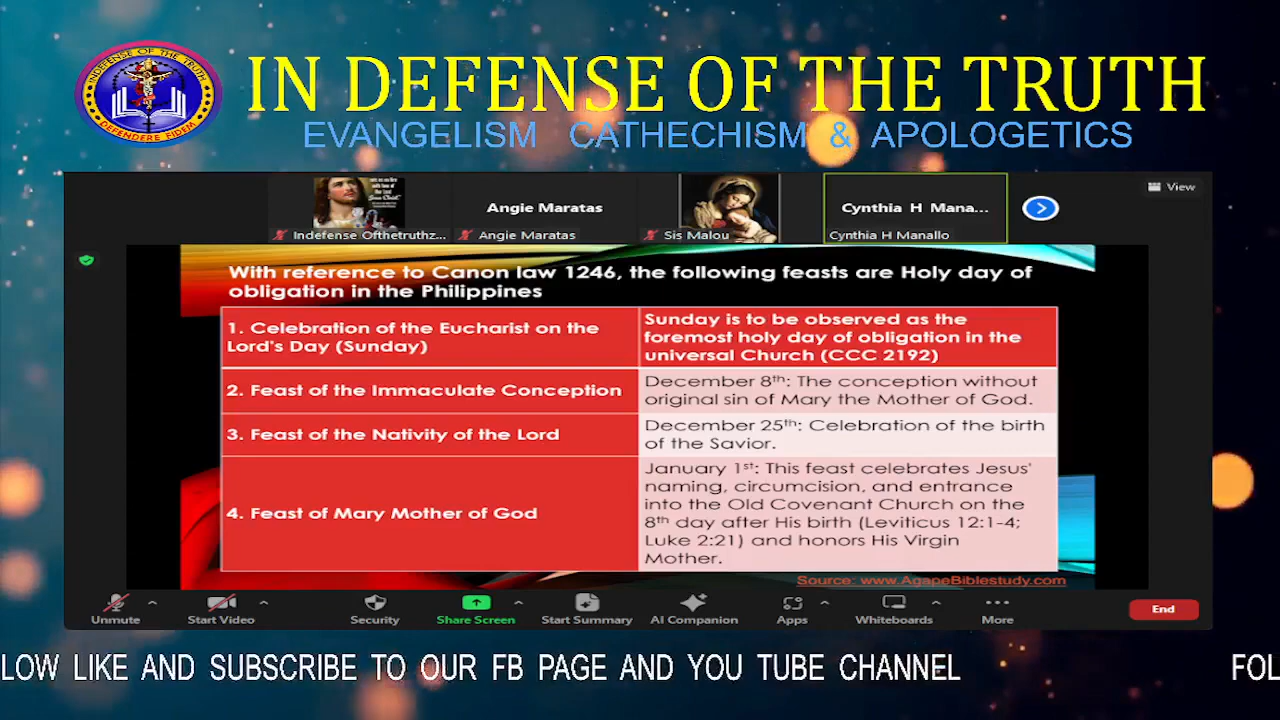 INDEFENSE OF THE TRUTH
DEFENDERE FIDEM
IN DEFENSE OF THE TRUTH
EVANGELISM CATHECHISM & APOLOGETICS
View
Angie Maratas
Cynthia H Mana...
Indefense Ofthetruthz...
Angie Maratas
Sis Malou
Cynthia H Manallo
With reference to Canon law 1246, the following feasts are Holy day of
obligation in the Philippines
1. Celebration of the Eucharist on the
Lord's Day (Sunday)
Sunday is to be observed as the
foremost holy day of obligation in the
universal Church (CCC 2192)
2. Feast of the Immaculate Conception
December 8th: The conception without
original sin of Mary the Mother of God.
3. Feast of the Nativity of the Lord
December 25th: Celebration of the birth
of the Savior.
4. Feast of Mary Mother of God
January 1st: This feast celebrates Jesus'
naming, circumcision, and entrance
into the Old Covenant Church on the
8th day after His birth (Leviticus 12:1-4;
Luke 2:21) and honors His Virgin
Mother.
Source: www.AgapeBiblestudy.com
Unmute
Start Video
Security
Share Screen
Start Summary
AI Companion
Apps
Whiteboards
More
End
LOW LIKE AND SUBSCRIBE TO OUR FB PAGE AND YOU TUBE CHANNEL FOL